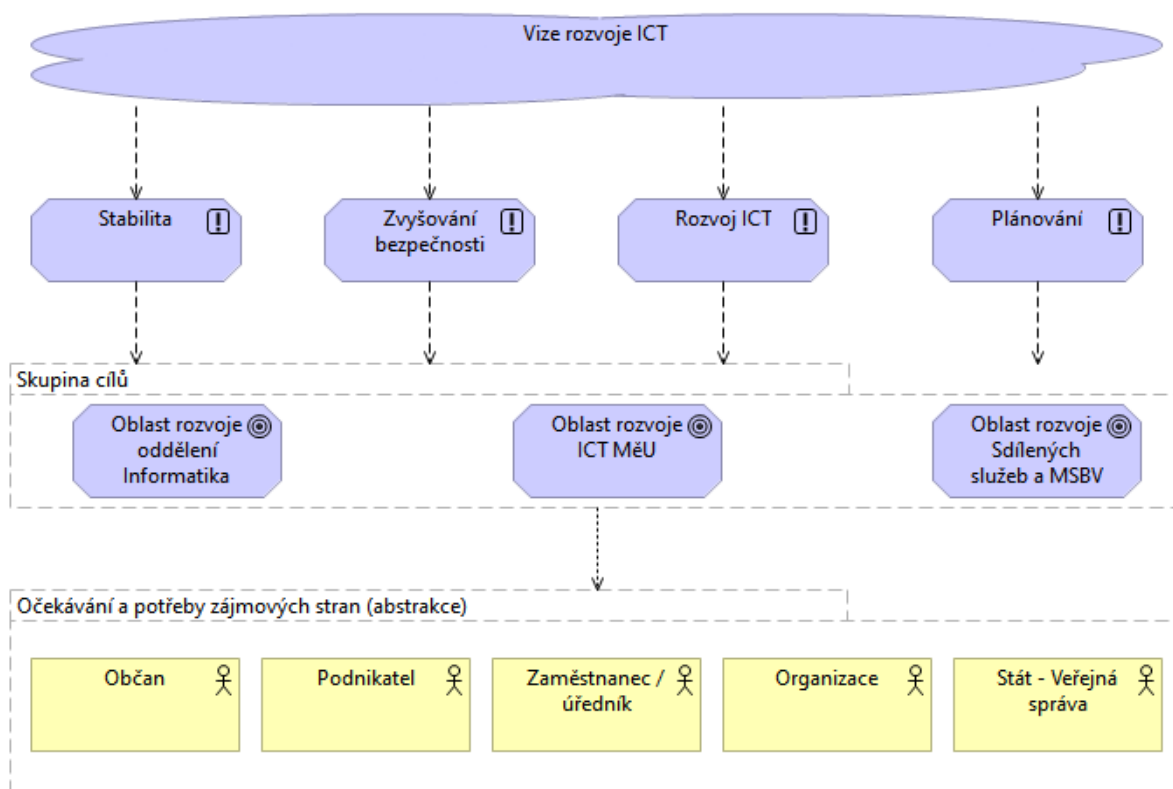 Vize rozvoje ICT
Stabilita
Zvyšování
bezpečnosti
Rozvoj ICT
Plánování
Skupina cílů
Oblast rozvoje
oddělení
Informatika
Oblast rozvoje
ICT MěU
Oblast rozvoje
Sdílených
služeb a MSBV
Očekávání a potřeby zájmových stran (abstrakce)
Občan
Podnikatel
Zaměstnanec /
úředník
Organizace
Stát - Veřejná
správa